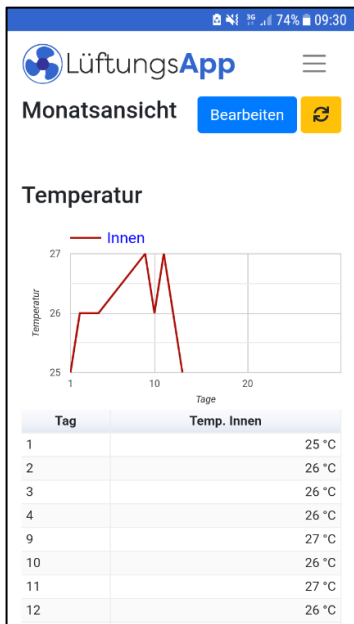 3G 74% 09:30
LüftungsApp
Monatsansicht Bearbeiten
Temperatur
Innen
27
26
25
Temperatur
1 10 20
Tage
Tag Temp. Innen
1 25 °C
2 26 °C
3 26 °C
4 26 °C
9 27 °C
10 26 °C
11 27 °C
12 26 °C